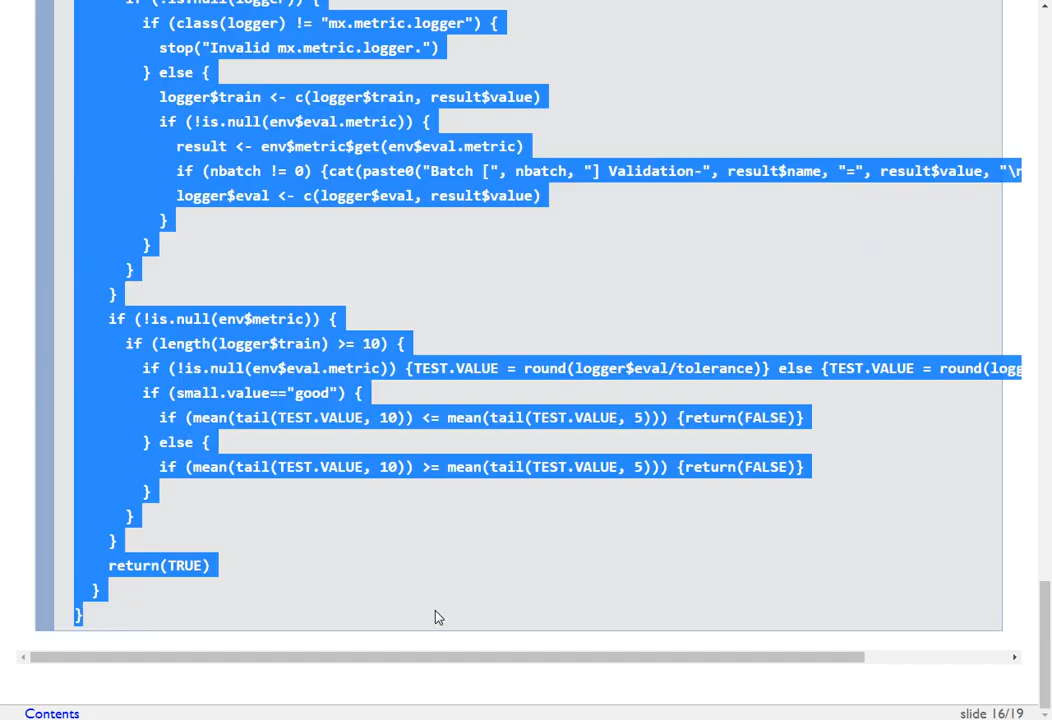 if (!is.null(logger)) {
if (class(logger) != "mx.metric.logger") {
stop("Invalid mx.metric.logger.")
} else {
logger$train <- c(logger$train, result$value)
if (!is.null(env$eval.metric)) {
result <- env$metric$get(env$eval.metric)
if (nbatch != 0) {cat(paste0("Batch [", nbatch, "] Validation-", result$name, "=", result$value, "\n
logger$eval <- c(logger$eval, result$value)
}
}
}
}
if (!is.null(env$metric)) {
if (length(logger$train) >= 10) {
if (!is.null(env$eval.metric)) {TEST.VALUE = round(logger$eval/tolerance)} else {TEST.VALUE = round(logg
if (small.value=="good") {
if (mean(tail(TEST.VALUE, 10)) <= mean(tail(TEST.VALUE, 5))) {return(FALSE)}
} else {
if (mean(tail(TEST.VALUE, 10)) >= mean(tail(TEST.VALUE, 5))) {return(FALSE)}
}
}
}
return(TRUE)
}
}
Contents
slide 16/19